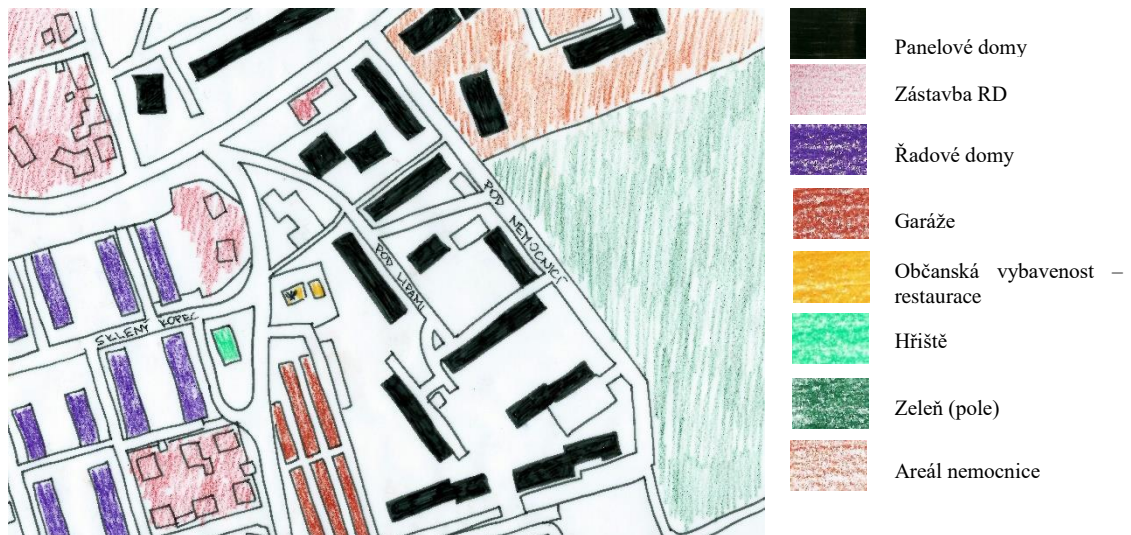 POD NEMOCNICÍ
POD LIPAMI
SKLENÝ KOPEC
Panelové domy
Zástavba RD
Řadové domy
Garáže
Občanská vybavenost –
restaurace
Hřiště
Zeleň (pole)
Areál nemocnice